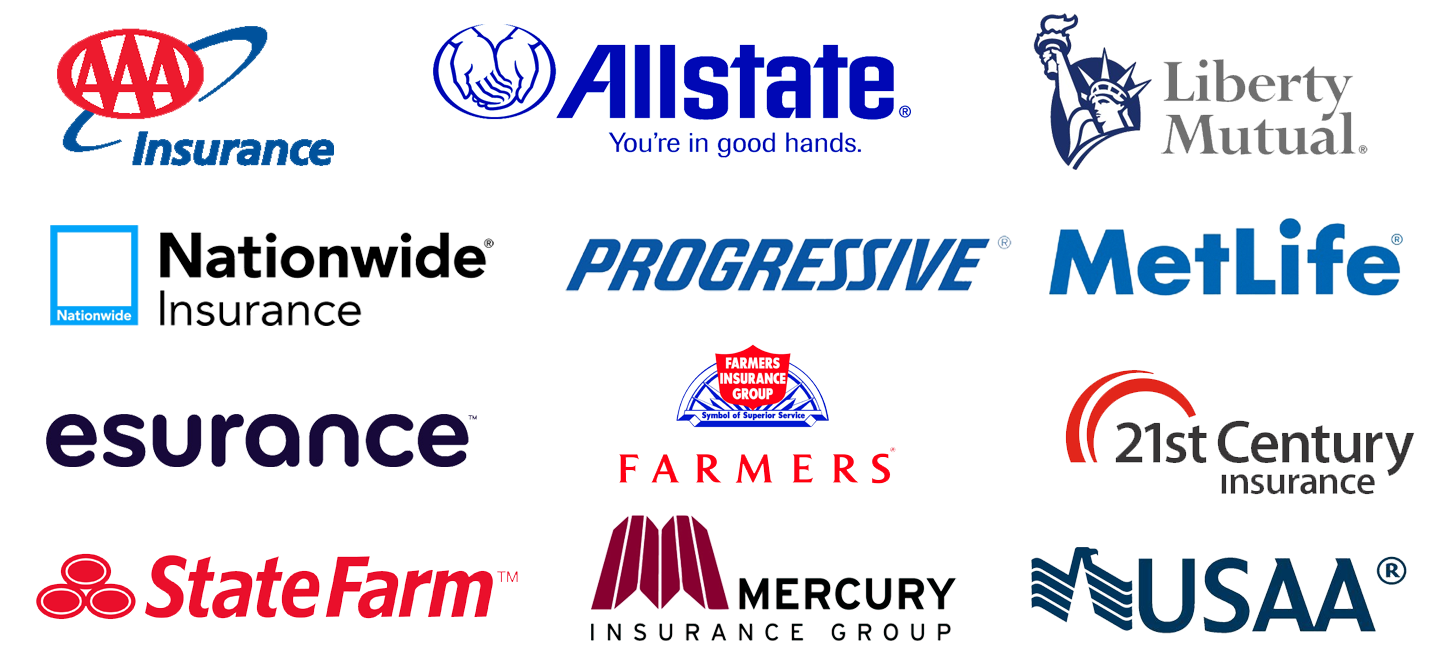 AAA
Insurance
Allstate®
You're in good hands.
Liberty
Mutual®
Nationwide
Nationwide®
Insurance
PROGRESSIVE®
MetLife®
esurance™
FARMERS
INSURANCE
GROUP
Symbol of Superior Service
FARMERS®
21st Century
insurance
StateFarm™
MERCURY
INSURANCE GROUP
USAA®